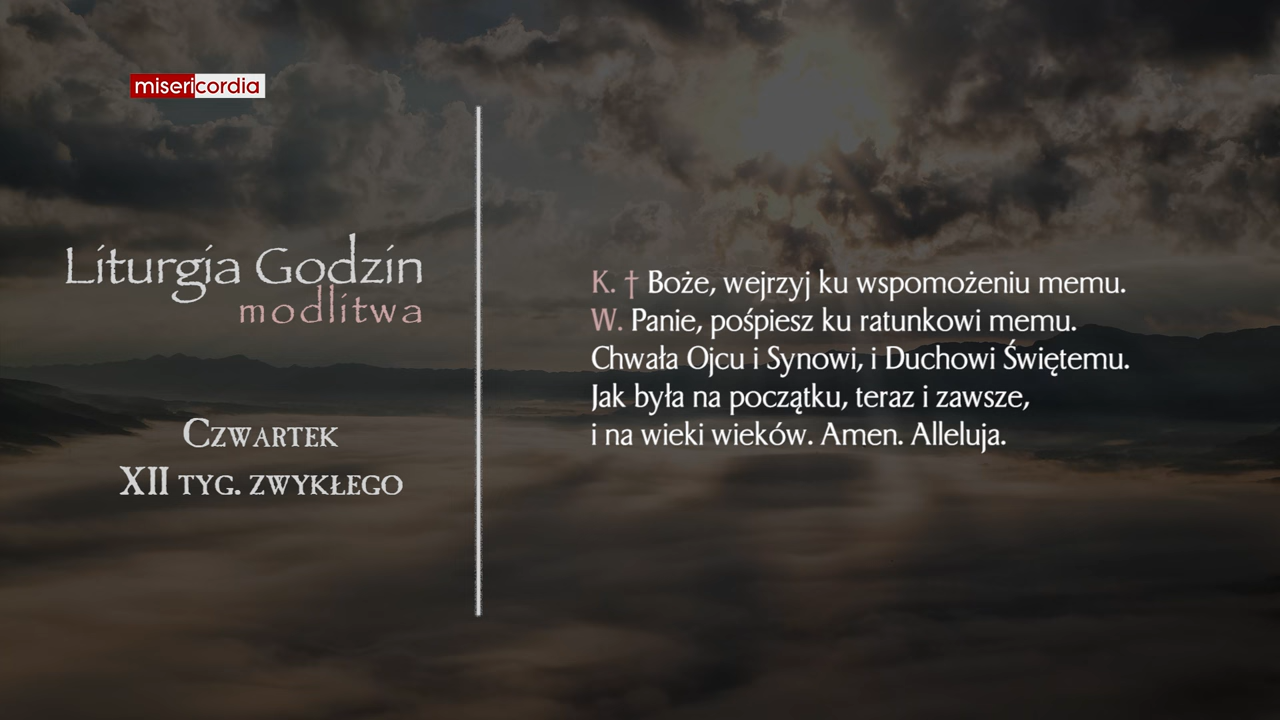 misericordia
Liturgia Godzin
modlitwa
Czwartek
XII tyg. zwykłego
K. † Boże, wejrzyj ku wspomożeniu memu.
W. Panie, pośpiesz ku ratunkowi memu.
Chwała Ojcu i Synowi, i Duchowi Świętemu.
Jak była na początku, teraz i zawsze,
i na wieki wieków. Amen. Alleluja.